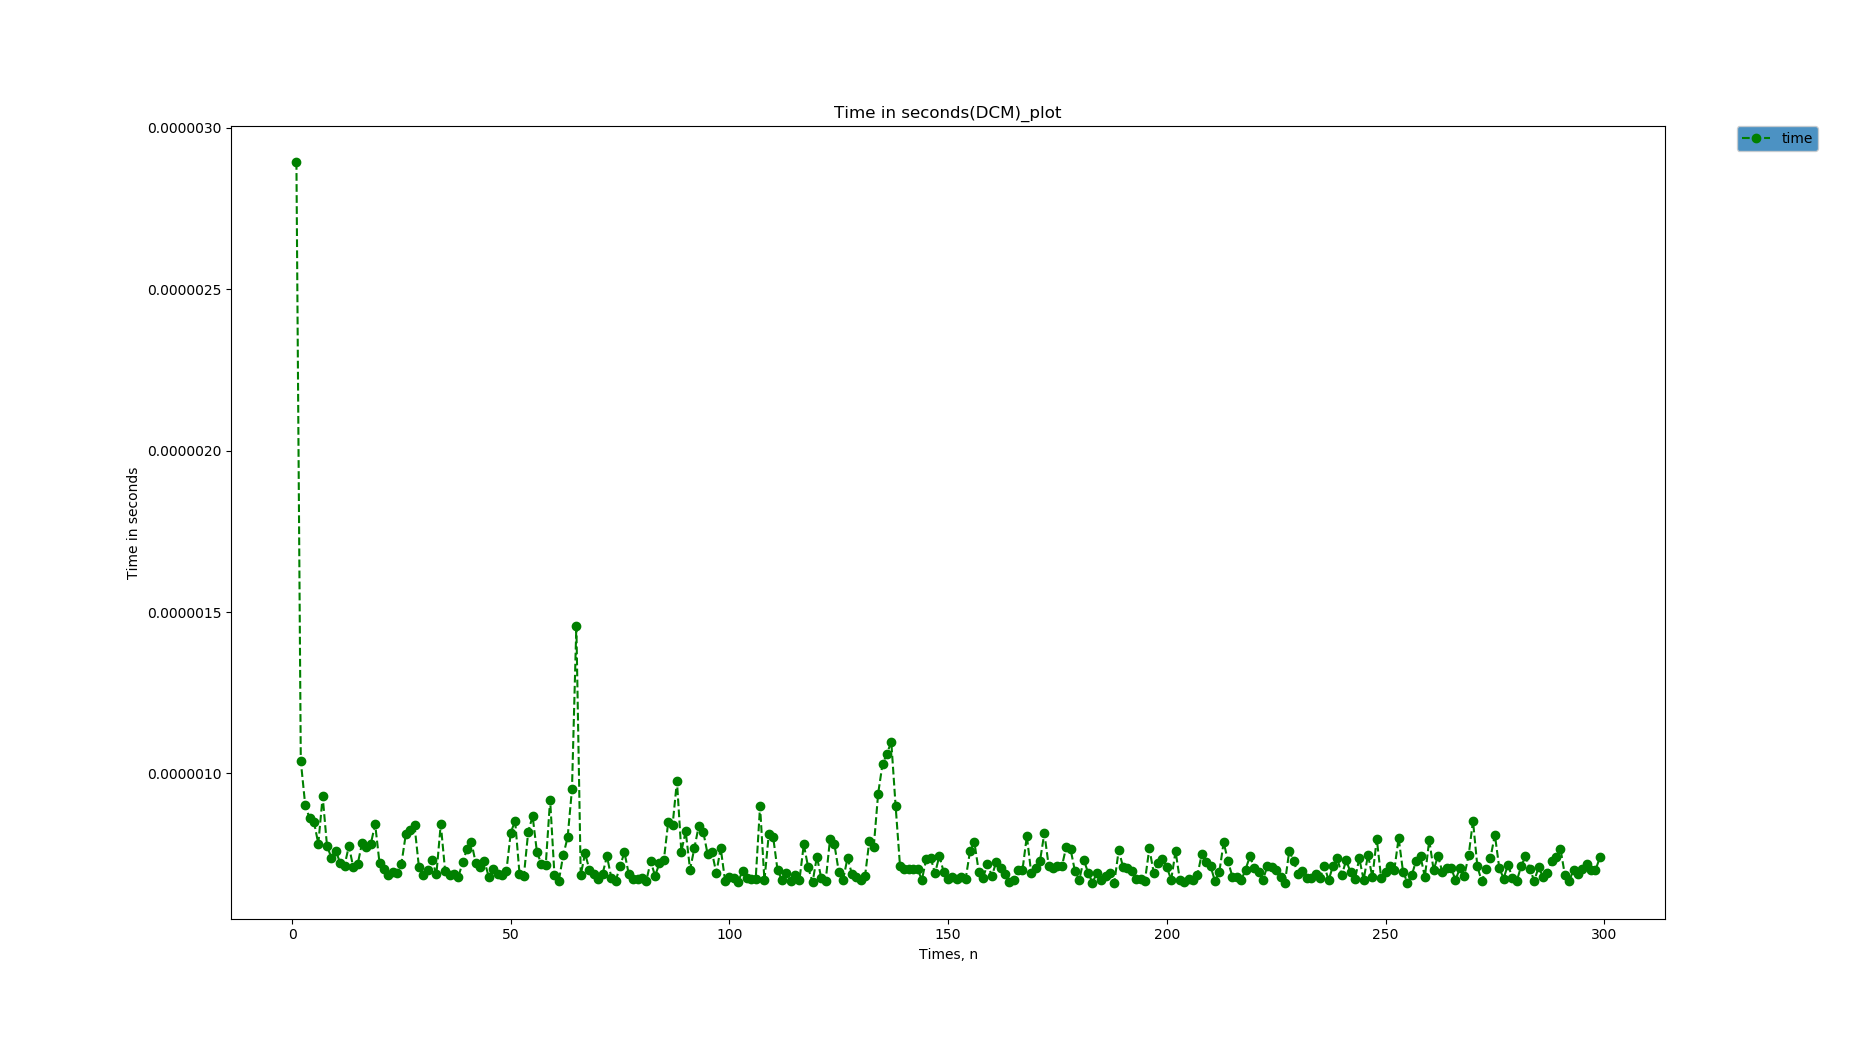 Time in seconds(DCM)_plot
time
0.0000030
0.0000025
0.0000020
0.0000015
0.0000010
Time in seconds
0 50 100 150 200 250 300
Times, n